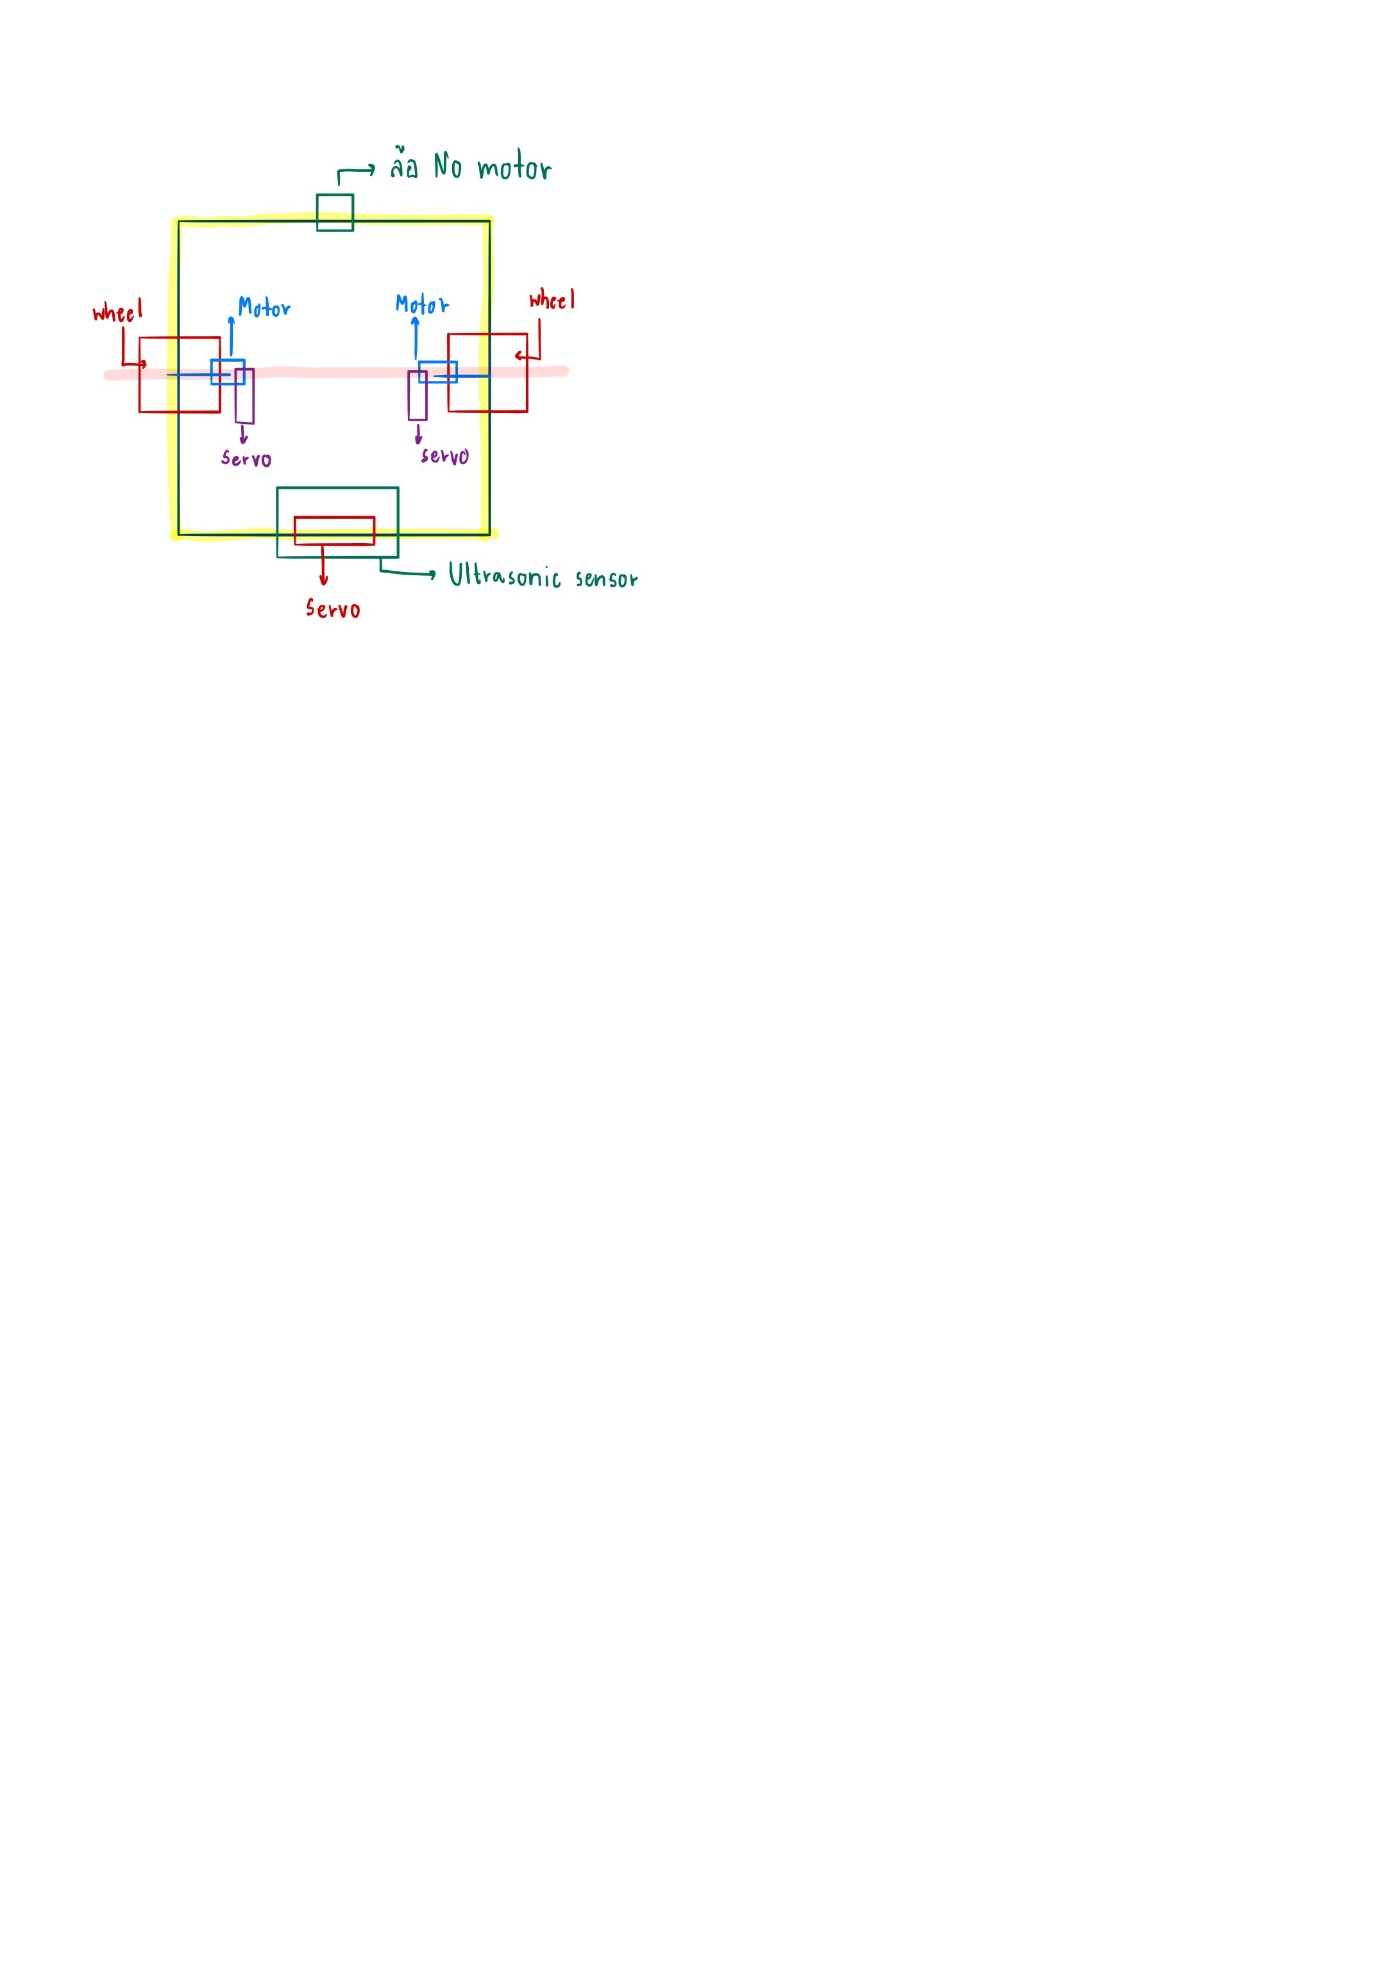 ล้อ No motor
wheel
Motor
Motor
wheel
servo
servo
Ultrasonic sensor
servo